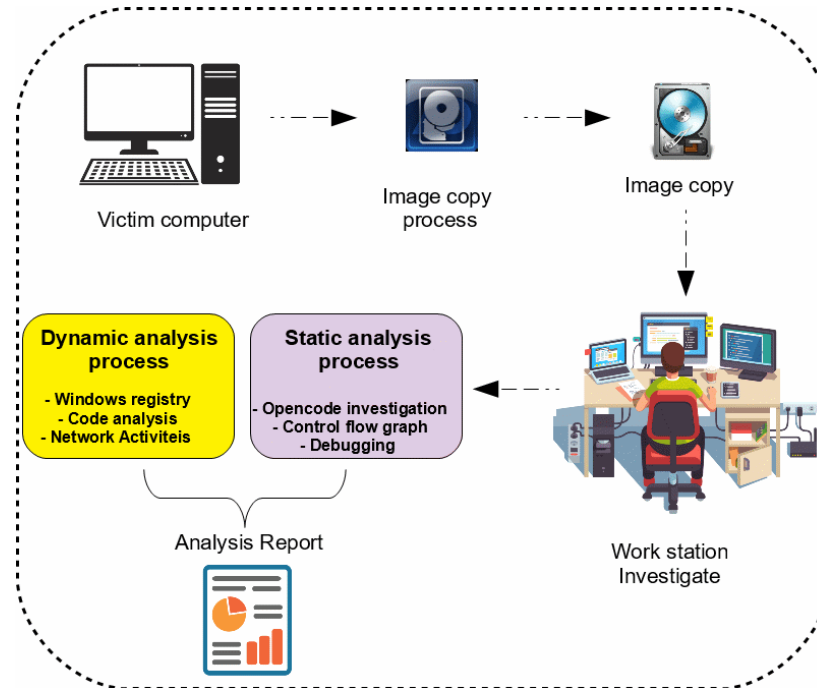 Victim computer
Image copy
process
Image copy
Dynamic analysis
process
- Windows registry
- Code analysis
- Network Activiteis
Static analysis
process
- Opencode investigation
- Control flow graph
- Debugging
Work station
Investigate
Analysis Report